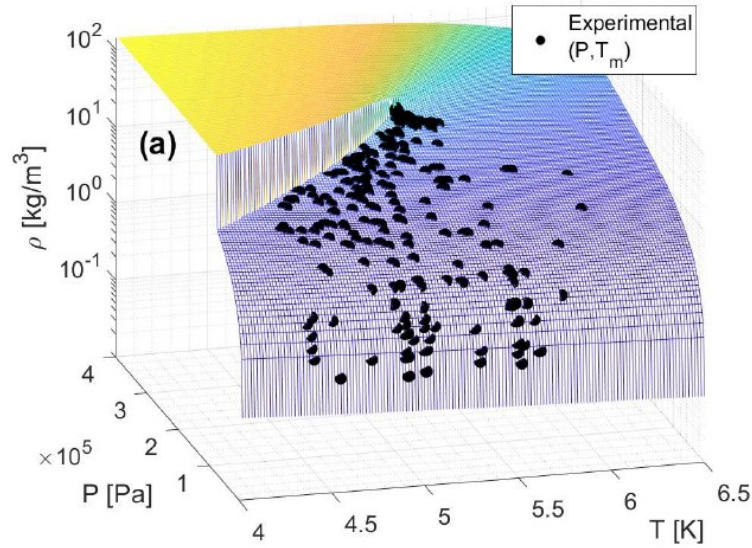 Experimental
(P,T_m)
(a)
ρ [kg/m^3]
10^2
10^1
10^0
10^-1
4
3
2
1
×10^5
P [Pa]
4
4.5
5
5.5
6
6.5
T [K]